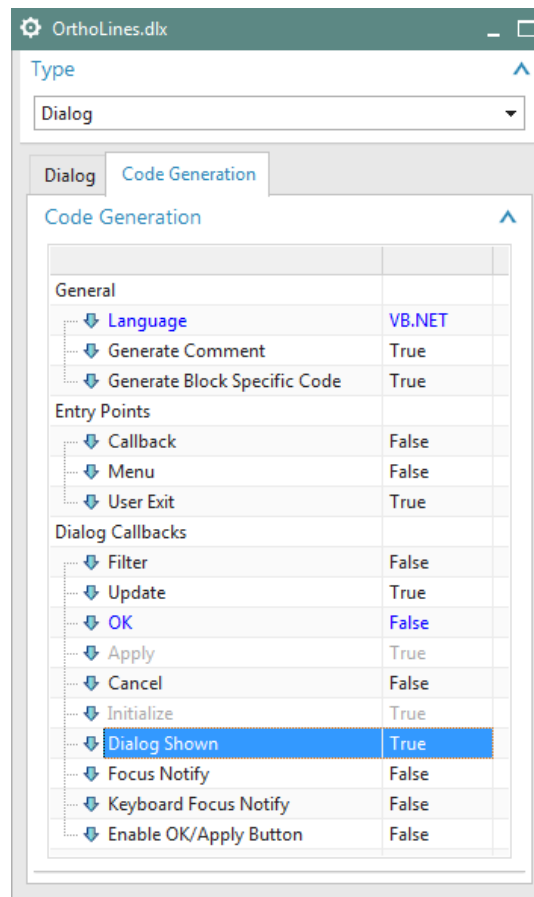 OrthoLines.dlx
Type
Dialog
Dialog Code Generation
Code Generation
General
Language VB.NET
Generate Comment True
Generate Block Specific Code True
Entry Points
Callback False
Menu False
User Exit True
Dialog Callbacks
Filter False
Update True
OK False
Apply True
Cancel False
Initialize True
Dialog Shown True
Focus Notify False
Keyboard Focus Notify False
Enable OK/Apply Button False